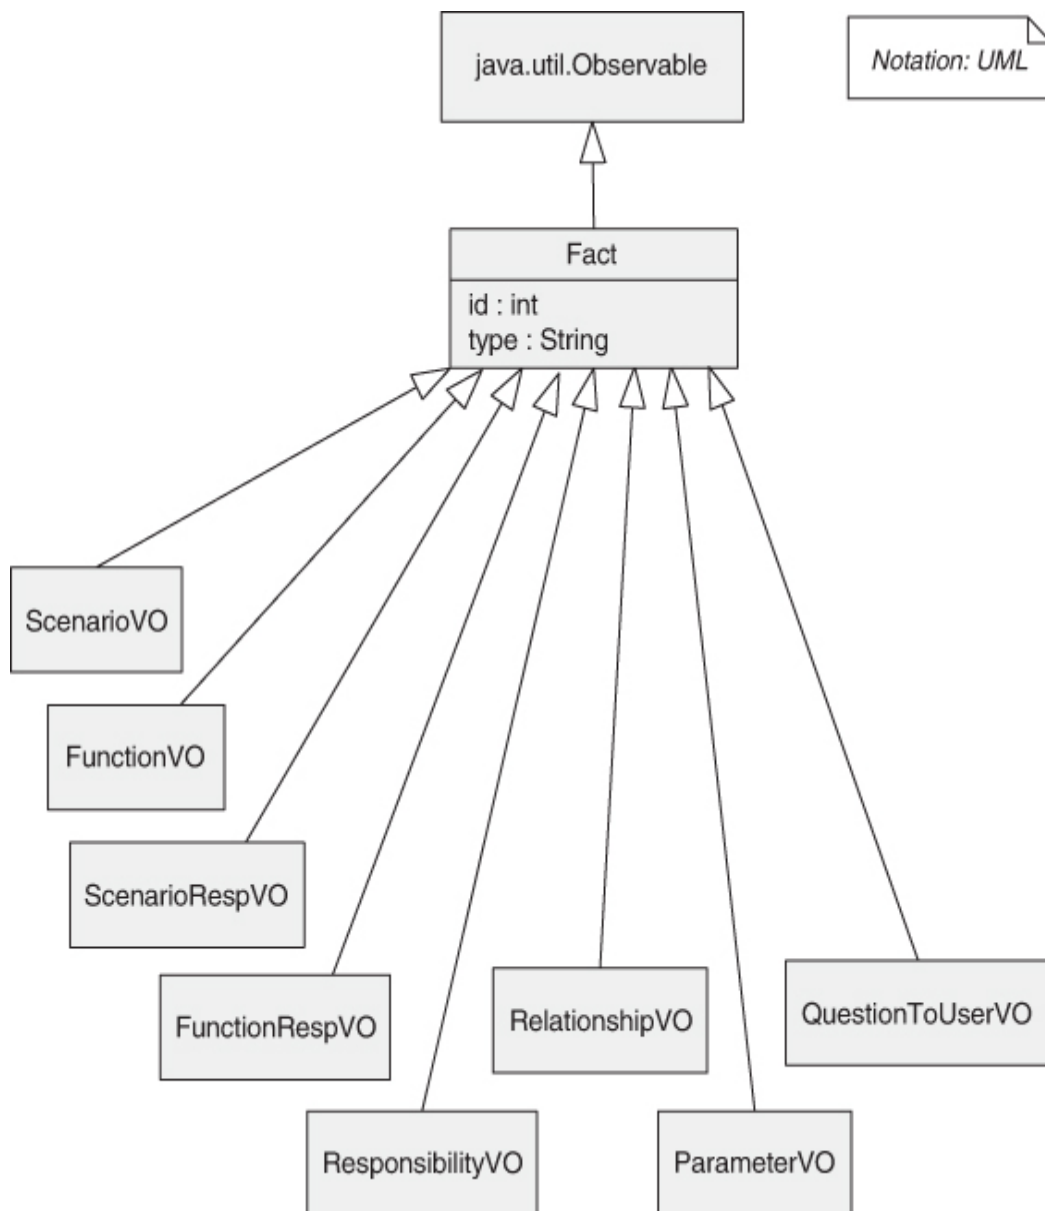 java.util.Observable
Notation: UML
Fact
id : int
type : String
ScenarioVO
FunctionVO
ScenarioRespVO
FunctionRespVO
RelationshipVO
QuestionToUserVO
ResponsibilityVO
ParameterVO